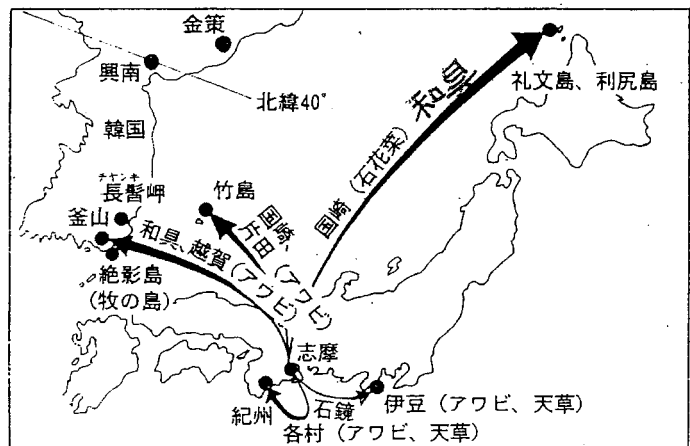 金策
興南
北緯40°
韓国
チヤンキ
長鬐岬
釜山
絶影島
(牧の島)
竹島
国崎、
片田(アワビ)
和具、越賀(アワビ)
国崎(石花菜)
和具
礼文島、利尻島
志摩
石鏡
伊豆(アワビ、天草)
紀州
各村(アワビ、天草)